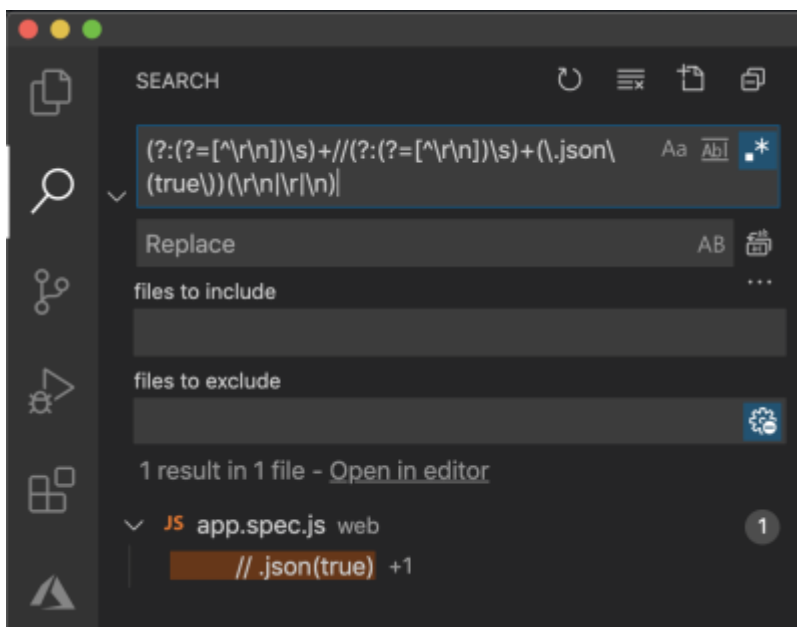 SEARCH
(?:(?=[^\r\n])\s)+//(?:(?=[^\r\n])\s)+(\.json\
(true\))(\r\n|\r|\n)
Aa Abl .*
Replace
AB
files to include
...
files to exclude
1 result in 1 file - Open in editor
JS app.spec.js web 1
// .json(true) +1